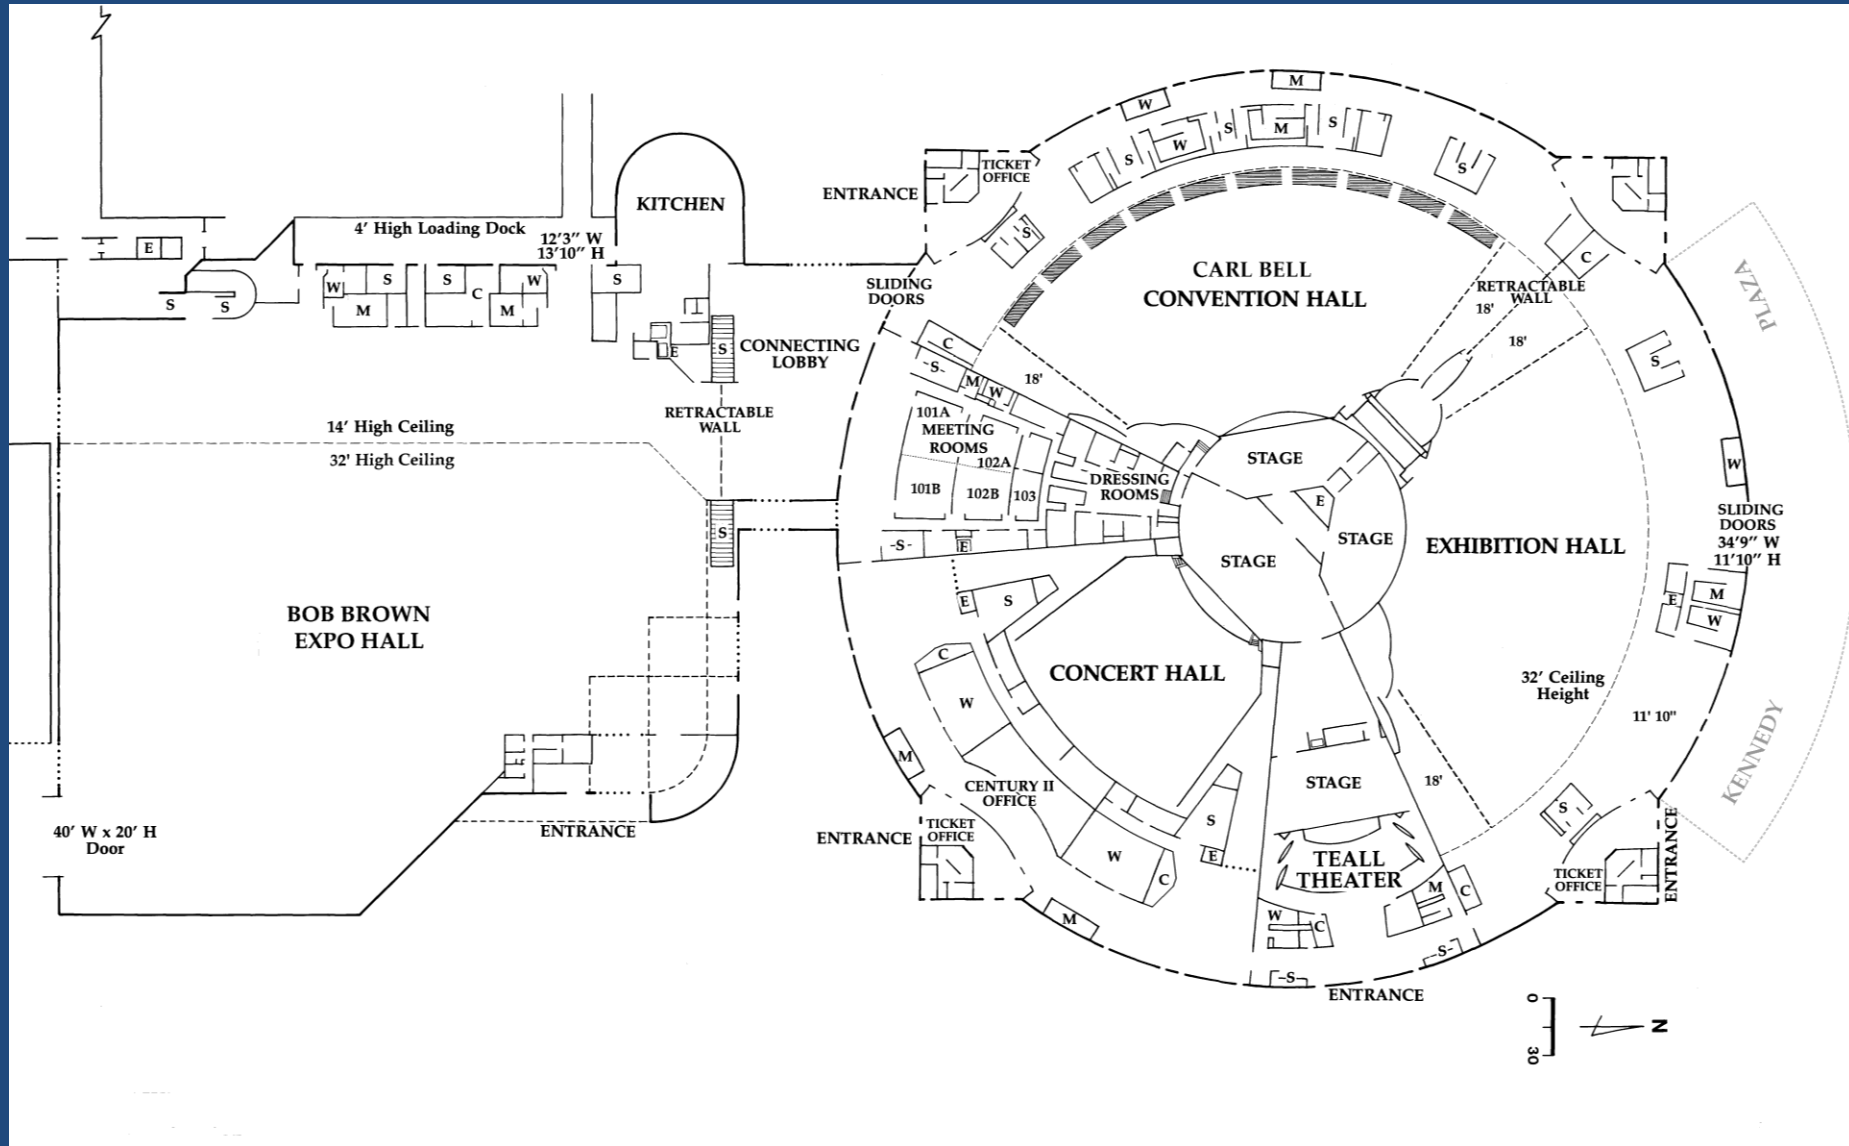 M
W
S
M
S
W
S
S
TICKET
OFFICE
ENTRANCE
KITCHEN
S
4' High Loading Dock
12'3" W
13'10" H
E
CARL BELL
CONVENTION HALL
C
RETRACTABLE
WALL
18'
18'
PLAZA
SLIDING
DOORS
W
S
M
S
C
W
M
S
S
S
E
S
CONNECTING
LOBBY
C
-S-
M
W
18'
S
RETRACTABLE
WALL
14' High Ceiling
32' High Ceiling
101A
MEETING
ROOMS
102A
101B
102B
103
DRESSING
ROOMS
STAGE
E
STAGE
STAGE
EXHIBITION HALL
W
SLIDING
DOORS
34'9" W
11'10" H
S
-S-
E
E
S
E
M
W
BOB BROWN
EXPO HALL
C
W
CONCERT HALL
32' Ceiling
Height
11' 10"
KENNEDY
M
CENTURY II
OFFICE
STAGE
18'
S
40' W x 20' H
Door
ENTRANCE
ENTRANCE
TICKET
OFFICE
W
C
S
E
TEALL
THEATER
M
C
TICKET
OFFICE
ENTRANCE
M
W
C
-S-
-S-
ENTRANCE
0
30
N